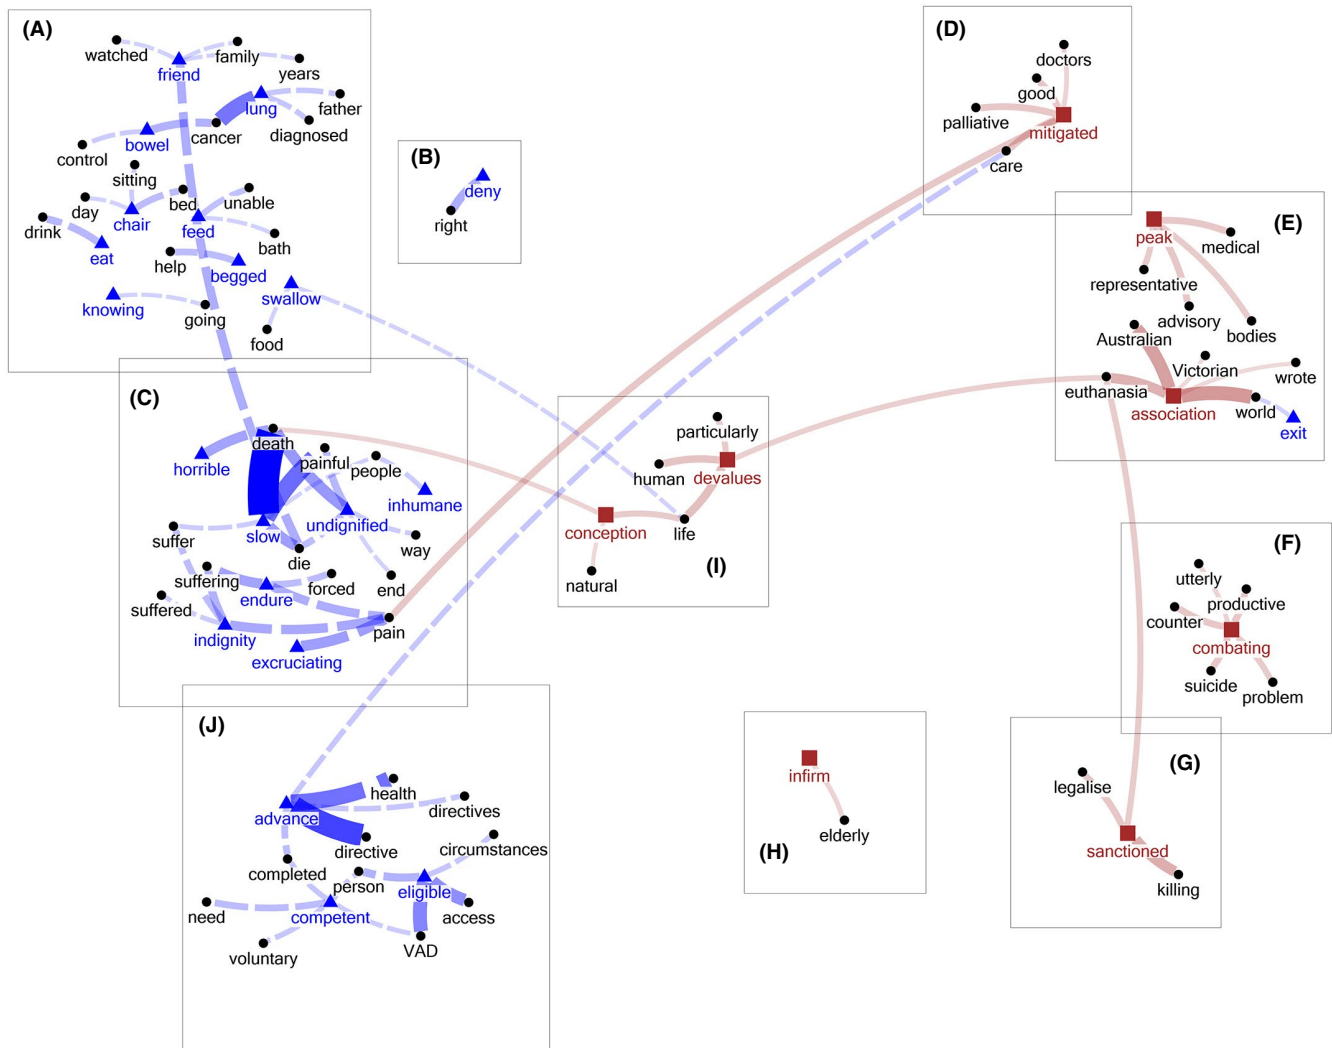 (A)
watched
family
friend
years
lung
father
cancer
diagnosed
bowel
control
sitting
day
bed
unable
drink
chair
feed
bath
eat
help
begged
swallow
knowing
going
food
(B)
deny
right
(C)
death
horrible
painful
people
inhumane
slow
undignified
suffer
way
die
suffering
forced
end
endure
suffered
indignity
pain
excruciating
(D)
doctors
good
palliative
mitigated
care
(E)
peak
medical
representative
advisory
bodies
Australian
Victorian
wrote
euthanasia
association
world
exit
(F)
utterly
productive
counter
combating
suicide
problem
(G)
legalise
sanctioned
killing
(H)
infirm
elderly
(I)
particularly
human
devalues
conception
life
natural
(J)
health
directives
advance
directive
circumstances
completed
person
eligible
need
competent
access
voluntary
VAD